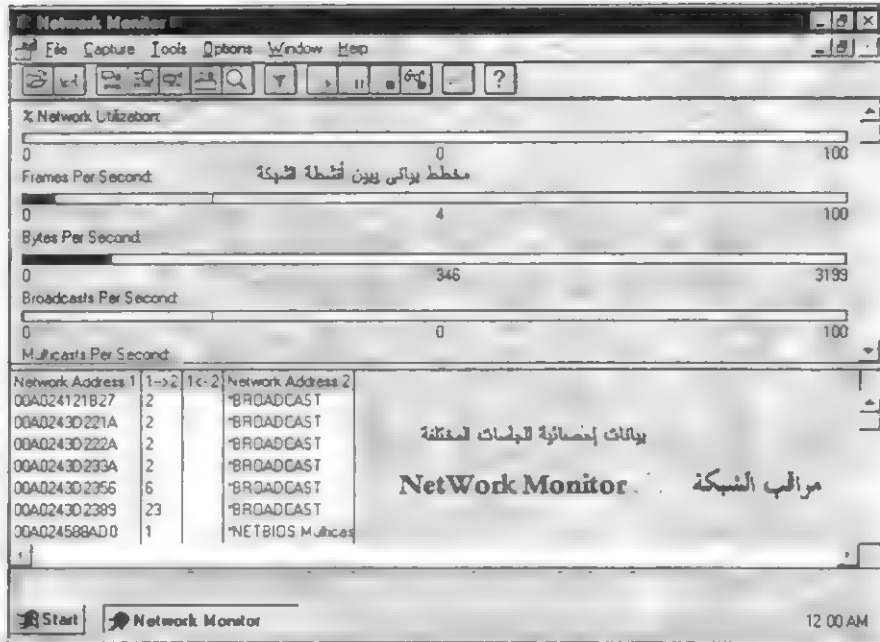 Network Monitor
File Capture Tools Options Window Help
% Network Utilization:
0 0 100
Frames Per Second: مخطط بيانى يبين أنشطة الشبكة
0 4 100
Bytes Per Second:
0 346 3199
Broadcasts Per Second:
0 0 100
Multicasts Per Second:
Network Address 1 1-->2 1<-2 Network Address 2
00A024121B27 2 *BROADCAST
00A0243D221A 2 *BROADCAST
00A0243D222A 2 *BROADCAST
00A0243D233A 2 *BROADCAST
00A0243D2356 6 *BROADCAST
00A0243D2389 23 *BROADCAST
00A024588AD0 1 *NETBIOS Multicas
بيانات إحصائية للجلسات المختلفة
مراقب الشبكة NetWork Monitor
Start Network Monitor 12:00 AM